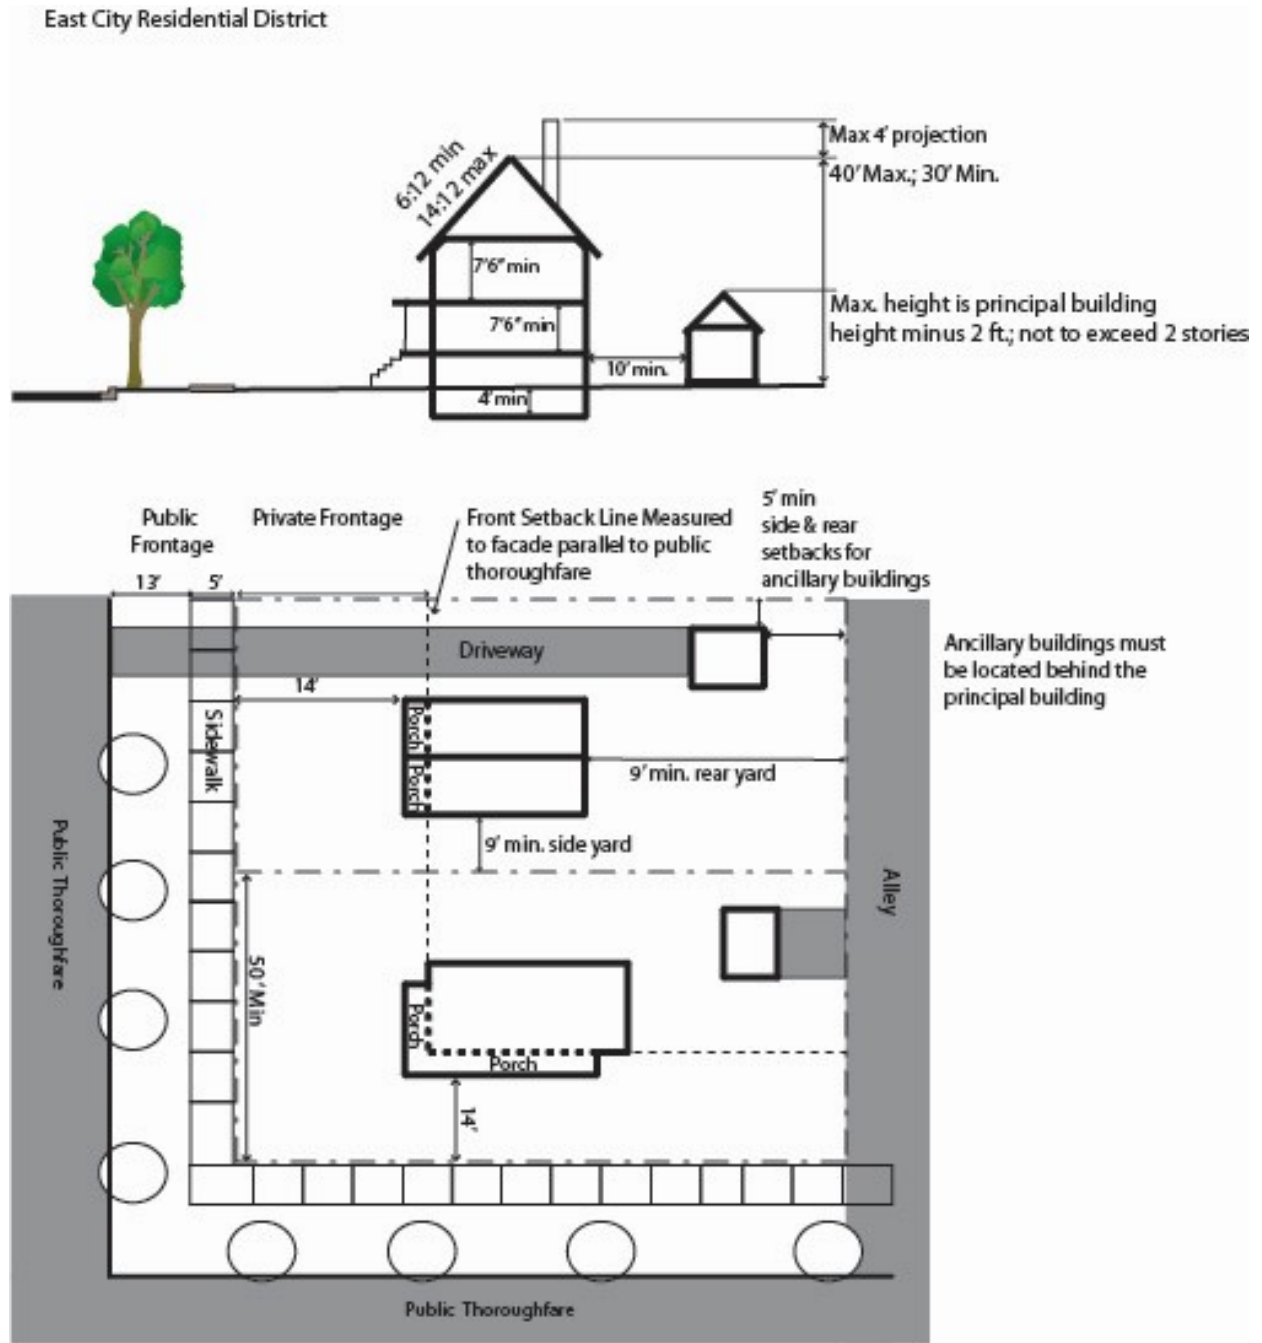 East City Residential District
Max 4' projection
6:12 min
14:12 max
40' Max.; 30' Min.
7'6" min
7'6" min
Max. height is principal building
height minus 2 ft.; not to exceed 2 stories
10' min.
4' min
Public
Frontage
Private Frontage
Front Setback Line Measured
to facade parallel to public
thoroughfare
5' min
side & rear
setbacks for
ancillary buildings
13'
5'
Driveway
Ancillary buildings must
be located behind the
principal building
14'
Sidewalk
Porch
Porch
9' min. rear yard
9' min. side yard
Public Thoroughfare
Alley
50' Min
Porch
Porch
14'
Public Thoroughfare